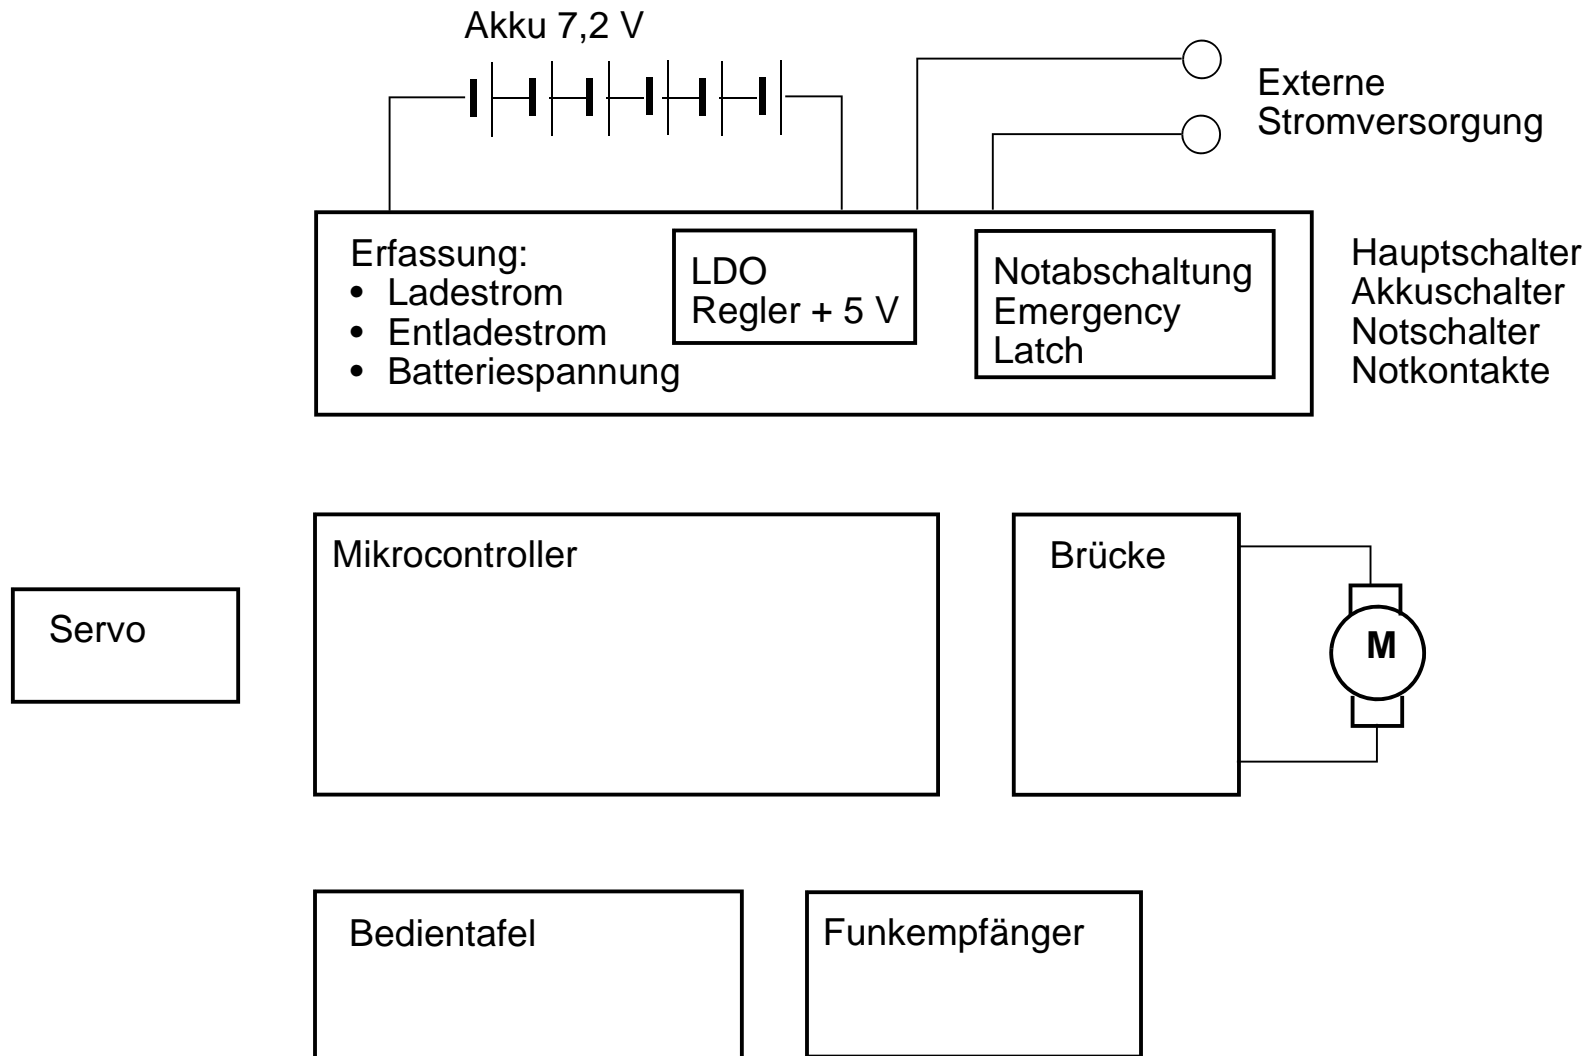 Akku 7,2 V
Externe
Stromversorgung
Erfassung:
• Ladestrom
• Entladestrom
• Batteriespannung
LDO
Regler + 5 V
Notabschaltung
Emergency
Latch
Hauptschalter
Akkuschalter
Notschalter
Notkontakte
Mikrocontroller
Brücke
Servo
M
Bedientafel
Funkempfänger